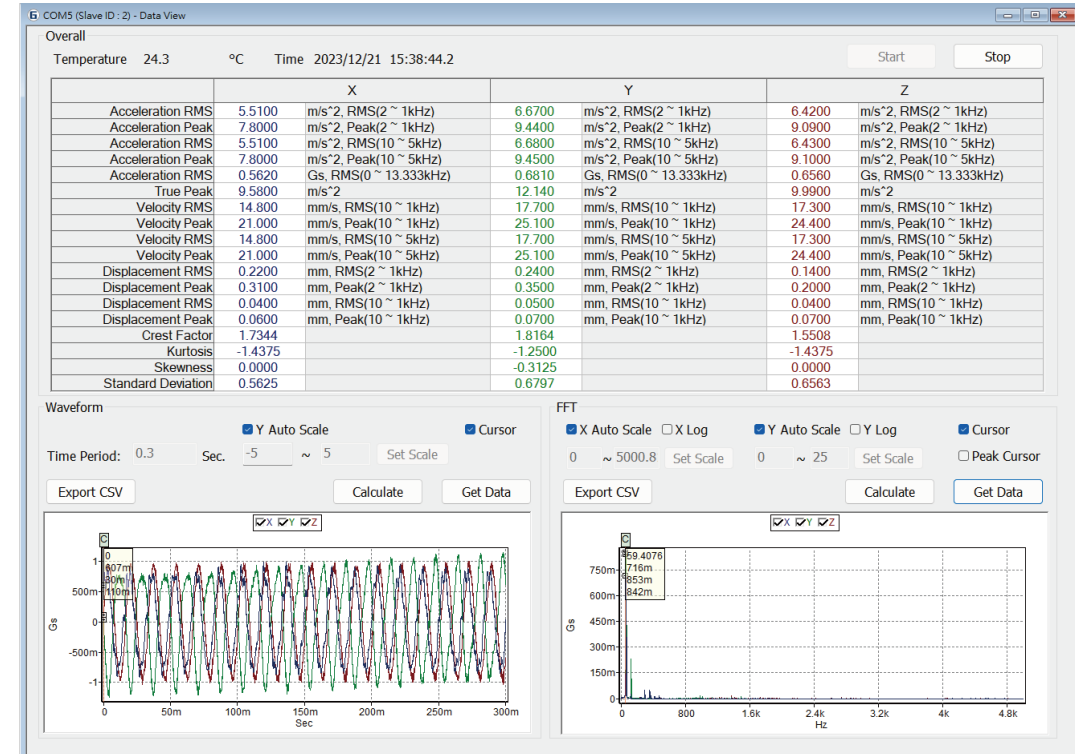 COM5 (Slave ID : 2) - Data View
Overall
Temperature 24.3 °C Time 2023/12/21 15:38:44.2 Start Stop
X Y Z
Acceleration RMS 5.5100 m/s^2, RMS(2 ~ 1kHz) 6.6700 m/s^2, RMS(2 ~ 1kHz) 6.4200 m/s^2, RMS(2 ~ 1kHz)
Acceleration Peak 7.8000 m/s^2, Peak(2 ~ 1kHz) 9.4400 m/s^2, Peak(2 ~ 1kHz) 9.0900 m/s^2, Peak(2 ~ 1kHz)
Acceleration RMS 5.5100 m/s^2, RMS(10 ~ 5kHz) 6.6800 m/s^2, RMS(10 ~ 5kHz) 6.4300 m/s^2, RMS(10 ~ 5kHz)
Acceleration Peak 7.8000 m/s^2, Peak(10 ~ 5kHz) 9.4500 m/s^2, Peak(10 ~ 5kHz) 9.1000 m/s^2, Peak(10 ~ 5kHz)
Acceleration RMS 0.5620 Gs, RMS(0 ~ 13.333kHz) 0.6810 Gs, RMS(0 ~ 13.333kHz) 0.6560 Gs, RMS(0 ~ 13.333kHz)
True Peak 9.5800 m/s^2 12.140 m/s^2 9.9900 m/s^2
Velocity RMS 14.800 mm/s, RMS(10 ~ 1kHz) 17.700 mm/s, RMS(10 ~ 1kHz) 17.300 mm/s, RMS(10 ~ 1kHz)
Velocity Peak 21.000 mm/s, Peak(10 ~ 1kHz) 25.100 mm/s, Peak(10 ~ 1kHz) 24.400 mm/s, Peak(10 ~ 1kHz)
Velocity RMS 14.800 mm/s, RMS(10 ~ 5kHz) 17.700 mm/s, RMS(10 ~ 5kHz) 17.300 mm/s, RMS(10 ~ 5kHz)
Velocity Peak 21.000 mm/s, Peak(10 ~ 5kHz) 25.100 mm/s, Peak(10 ~ 5kHz) 24.400 mm/s, Peak(10 ~ 5kHz)
Displacement RMS 0.2200 mm, RMS(2 ~ 1kHz) 0.2400 mm, RMS(2 ~ 1kHz) 0.1400 mm, RMS(2 ~ 1kHz)
Displacement Peak 0.3100 mm, Peak(2 ~ 1kHz) 0.3500 mm, Peak(2 ~ 1kHz) 0.2000 mm, Peak(2 ~ 1kHz)
Displacement RMS 0.0400 mm, RMS(10 ~ 1kHz) 0.0500 mm, RMS(10 ~ 1kHz) 0.0400 mm, RMS(10 ~ 1kHz)
Displacement Peak 0.0600 mm, Peak(10 ~ 1kHz) 0.0700 mm, Peak(10 ~ 1kHz) 0.0700 mm, Peak(10 ~ 1kHz)
Crest Factor 1.7344 1.8164 1.5508
Kurtosis -1.4375 -1.2500 -1.4375
Skewness 0.0000 -0.3125 0.0000
Standard Deviation 0.5625 0.6797 0.6563
Waveform
Y Auto Scale Cursor
Time Period: 0.3 Sec. -5 ~ 5 Set Scale
Export CSV Calculate Get Data
X Y Z
C
0
607m
110m
1
500m
0
-500m
-1
Gs
0 50m 100m 150m 200m 250m 300m
Sec
FFT
X Auto Scale X Log Y Auto Scale Y Log Cursor
0 ~ 5000.8 Set Scale 0 ~ 25 Set Scale Peak Cursor
Export CSV Calculate Get Data
X Y Z
C
59.4076
716m
853m
842m
750m
600m
450m
300m
150m
0
Gs
0 800 1.6k 2.4k 3.2k 4k 4.8k
Hz